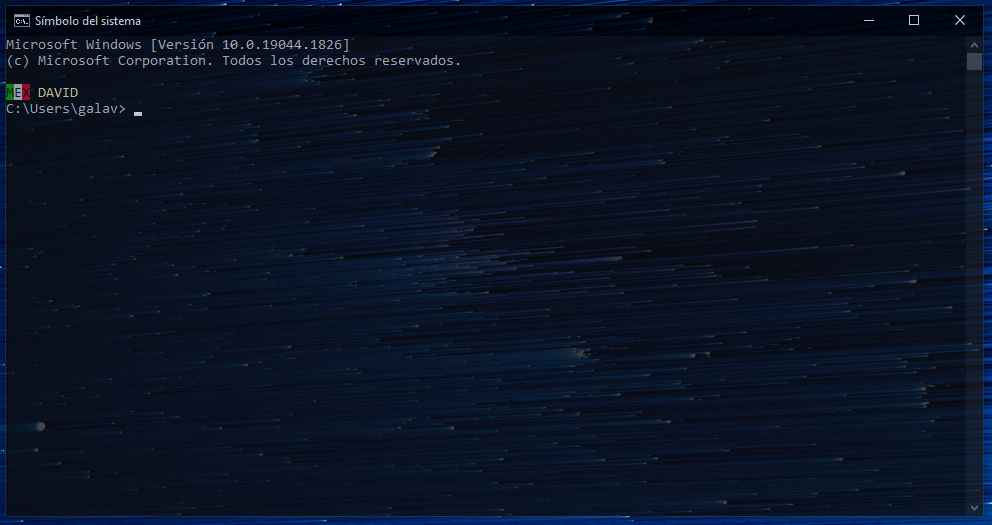 Símbolo del sistema
Microsoft Windows [Versión 10.0.19044.1826]
(c) Microsoft Corporation. Todos los derechos reservados.
MEX DAVID
C:\Users\galav> _